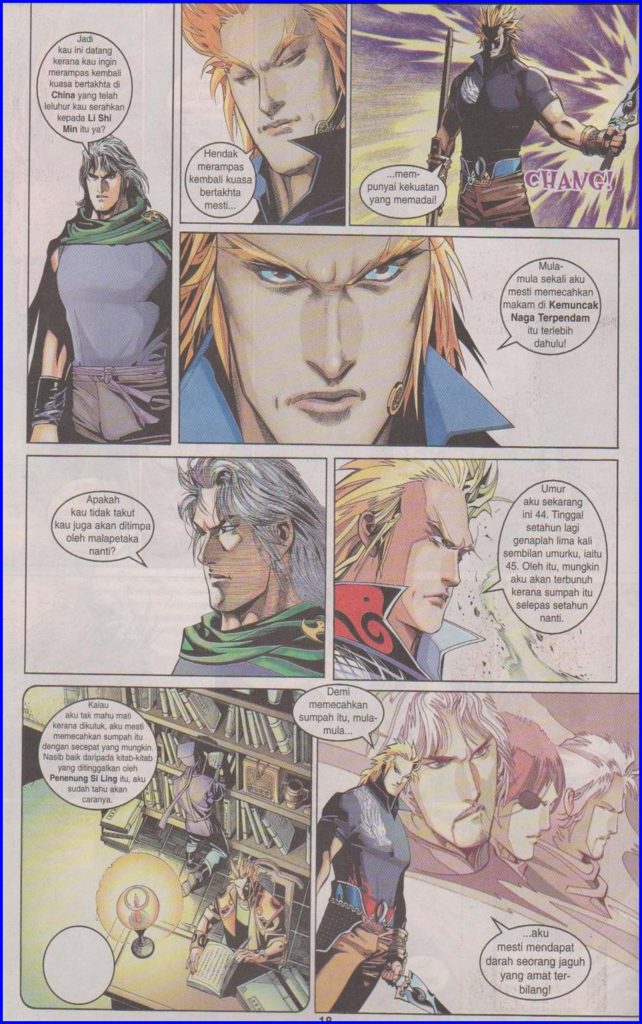 Jadi
kau ini datang
kerana kau ingin
merampas kembali
kuasa bertakhta di
China yang telah
leluhur kau serahkan
kepada Li Shi
Min itu ya?
Hendak
merampas
kembali kuasa
bertakhta
mesti...
...mem-
punyai kekuatan
yang memadai!
CHANG!
Mula-
mula sekali aku
mesti memecahkan
makam di Kemuncak
Naga Terpendam
itu terlebih
dahulu!
Apakah
kau tidak takut
kau juga akan ditimpa
oleh malapetaka
nanti?
Umur
aku sekarang
ini 44. Tinggal
setahun lagi
genaplah lima kali
sembilan umurku, iaitu
45. Oleh itu, mungkin
aku akan terbunuh
kerana sumpah itu
selepas setahun
nanti.
Kalau
aku tak mahu mati
kerana dikutuk, aku mesti
memecahkan sumpah itu
dengan secepat yang mungkin.
Nasib baik daripada kitab-kitab
yang ditinggalkan oleh
Penenung Si Ling itu, aku
sudah tahu akan
caranya.
Demi
memecahkan
sumpah itu, mula-
mula...
...aku
mesti mendapat
darah seorang jaguh
yang amat ter-
bilang!
19